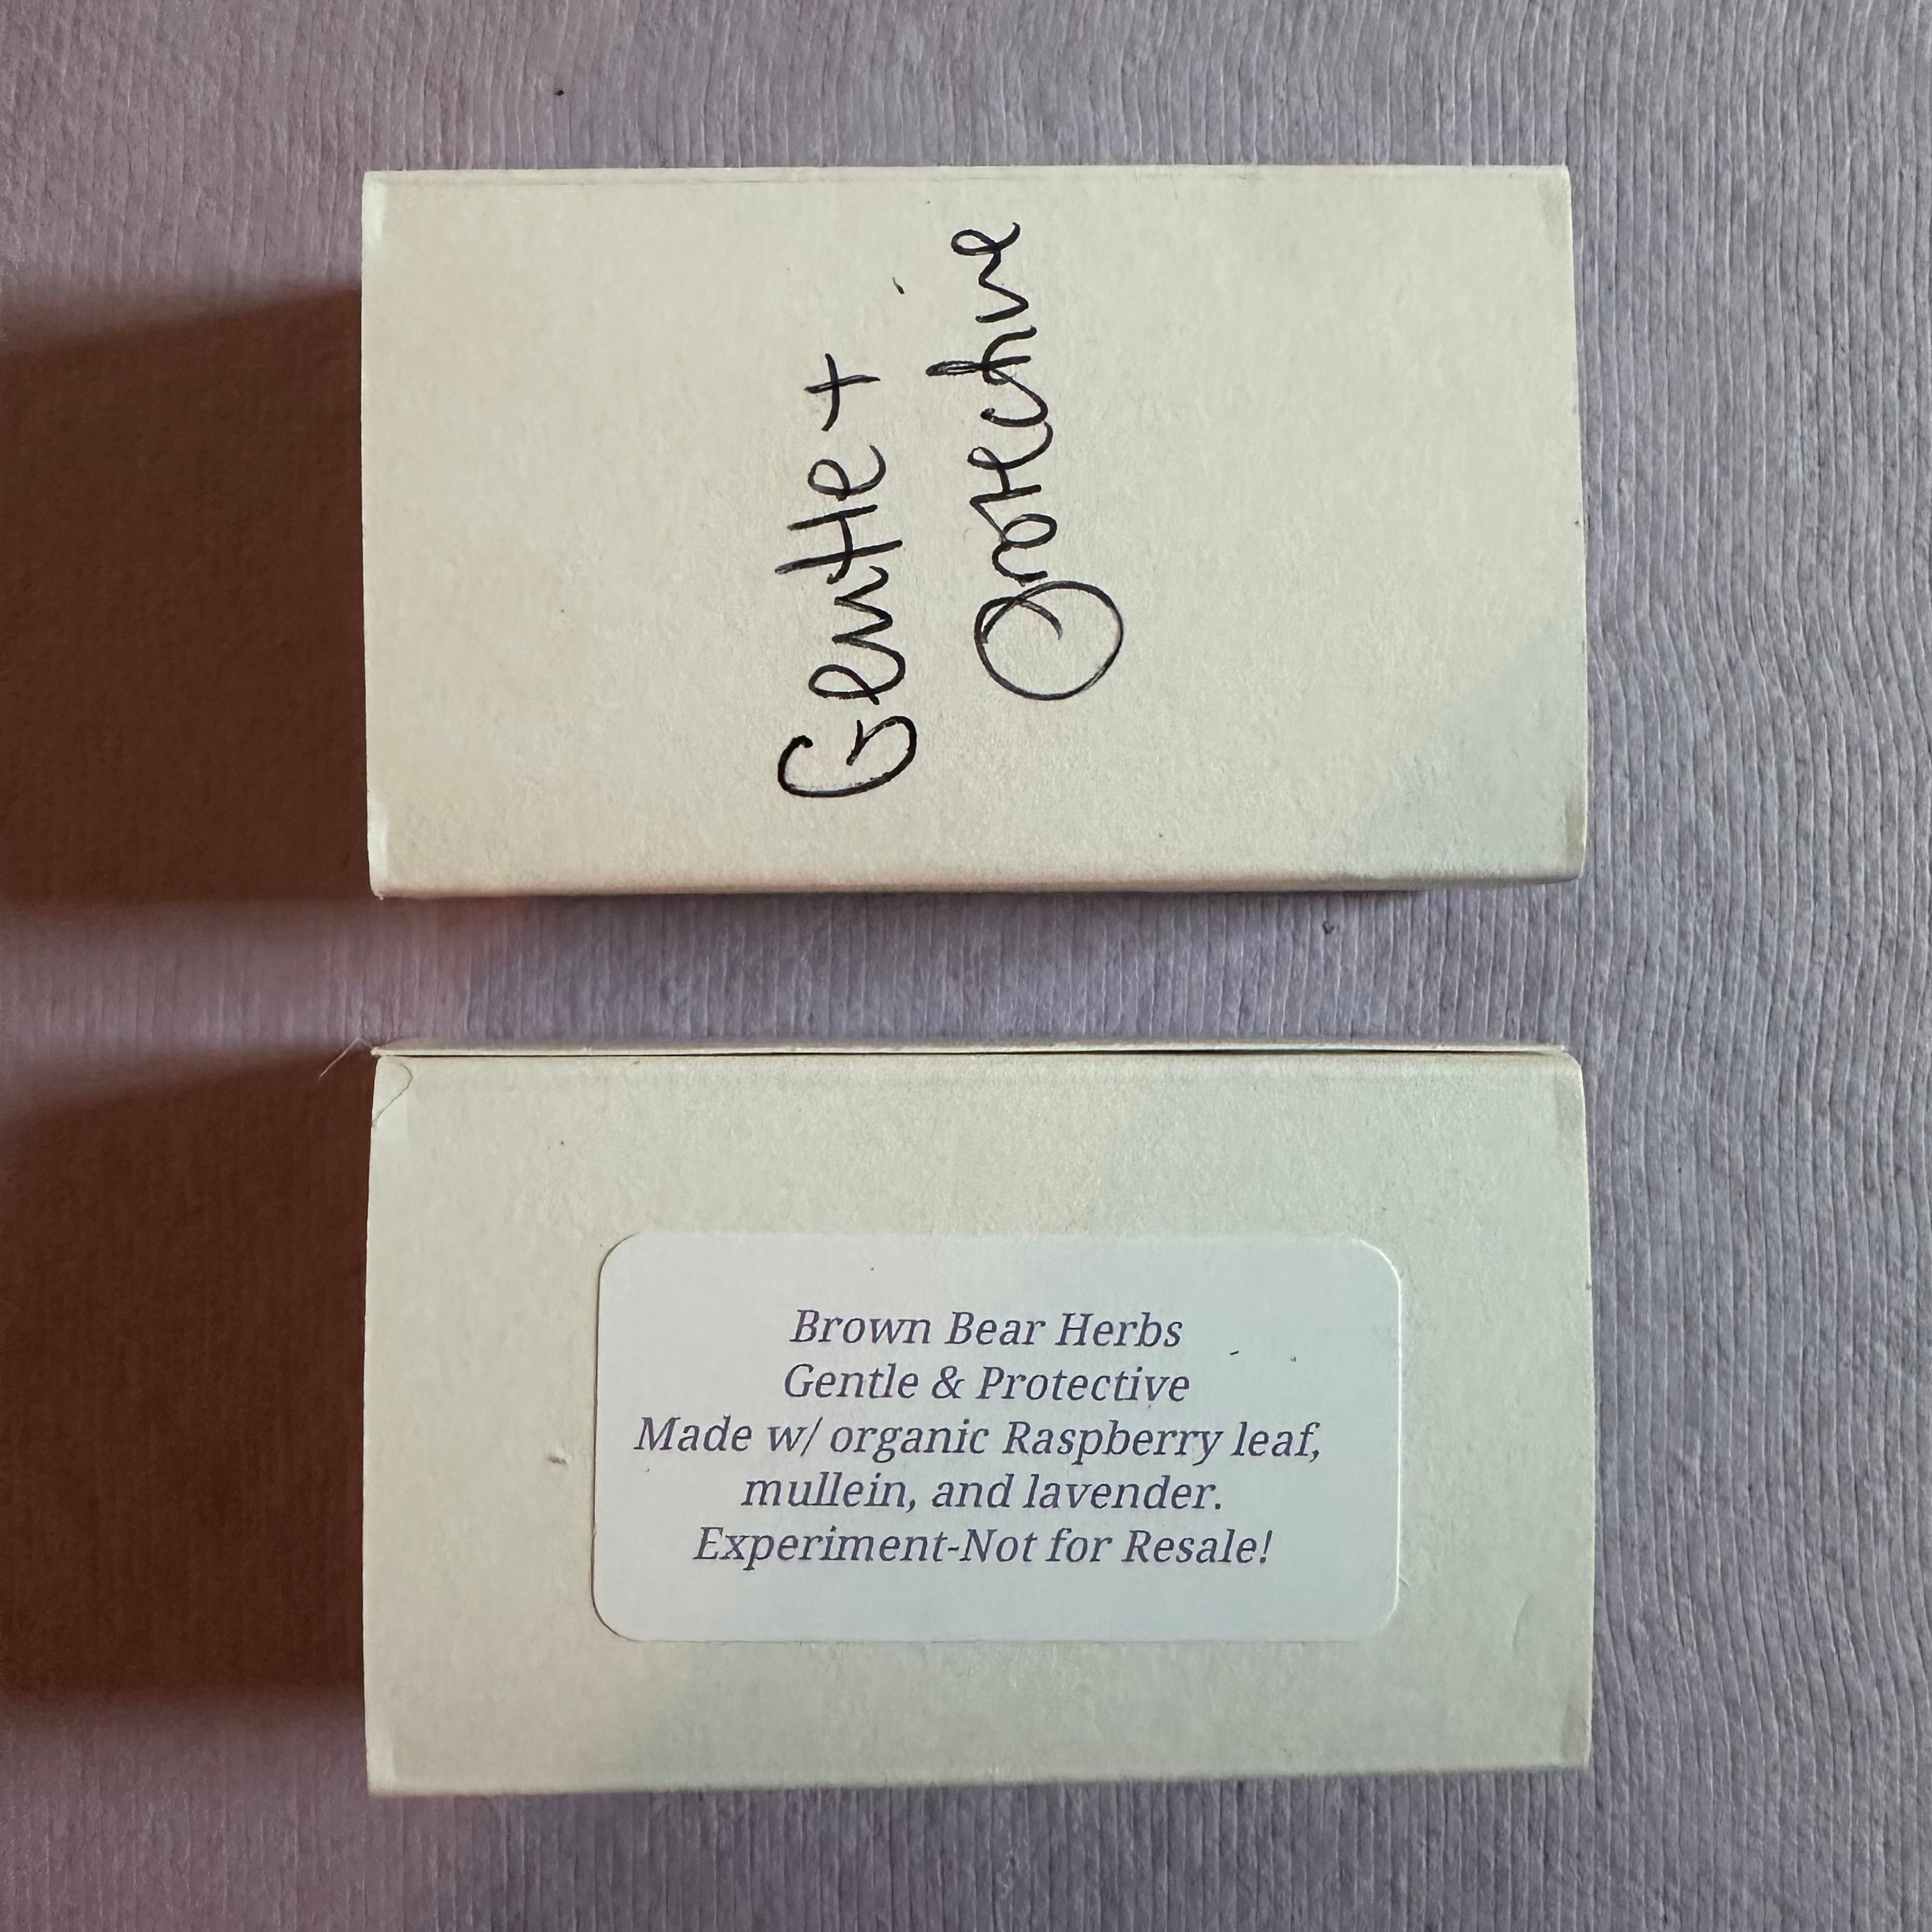 Gentle +
Protective
Brown Bear Herbs
Gentle & Protective
Made w/ organic Raspberry leaf,
mullein, and lavender.
Experiment-Not for Resale!